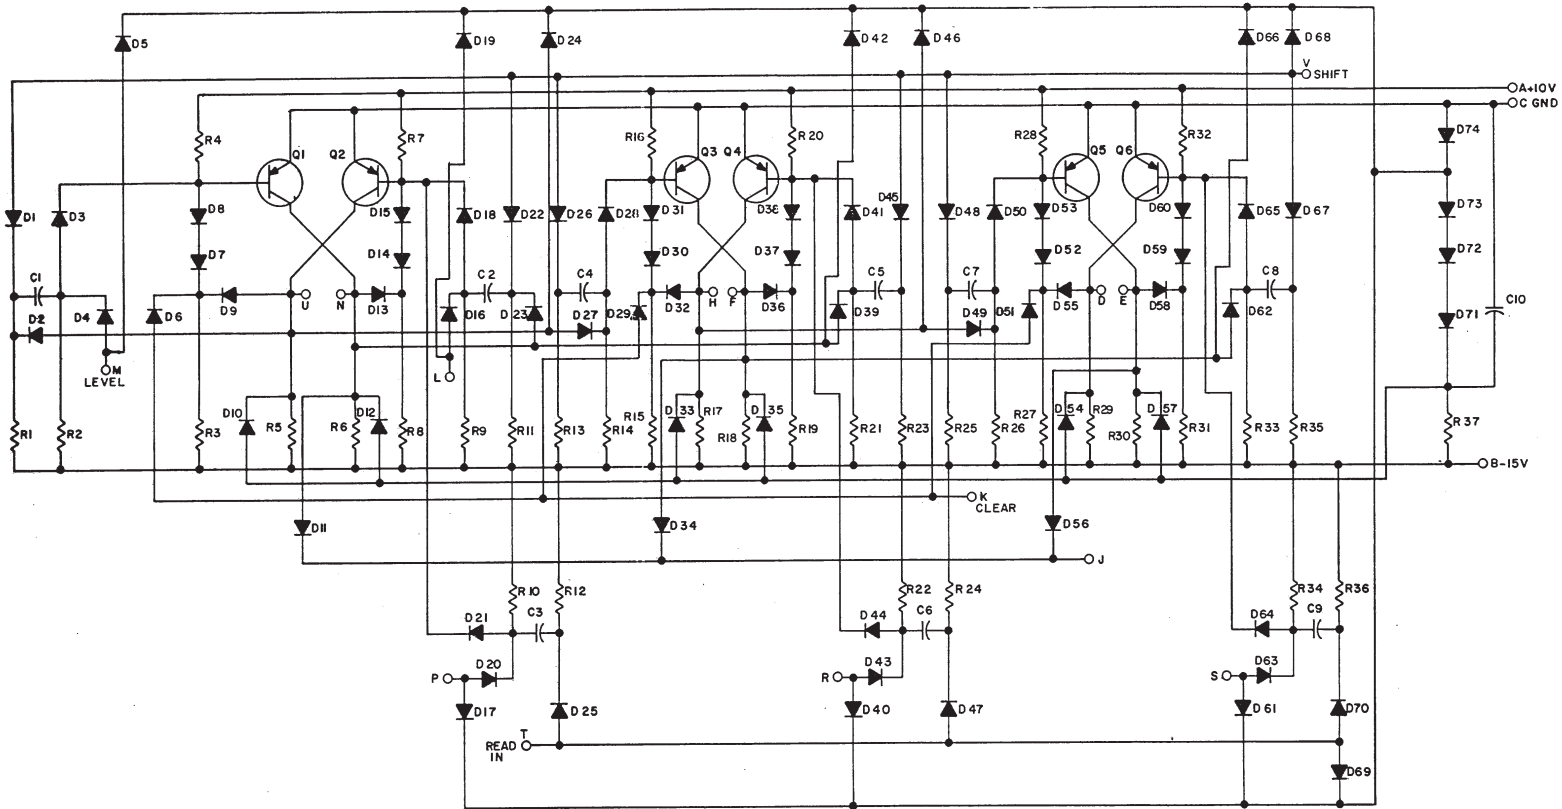 D5
D19
D24
D42
D46
D66
D68
V
SHIFT
A+10V
C GND
R4
R7
R16
R20
R28
R32
D74
Q1
Q2
Q3
Q4
Q5
Q6
D1
D3
D8
D15
D18
D22
D26
D28
D31
D38
D41
D45
D48
D50
D53
D60
D65
D67
D73
D7
D14
D30
D37
D52
D59
D72
C1
C2
C4
C5
C7
C8
C10
U
N
H
F
D
E
D2
D4
D6
D9
D13
D16
D23
D27
D29
D32
D36
D39
D49
D51
D55
D58
D62
D71
M
LEVEL
L
D10
D12
D33
D35
D54
D57
R1
R2
R3
R5
R6
R8
R9
R11
R13
R14
R15
R17
R18
R19
R21
R23
R25
R26
R27
R29
R30
R31
R33
R35
R37
B-15V
K
CLEAR
D11
D34
D56
J
R10
R12
R22
R24
R34
R36
D21
C3
D44
C6
D64
C9
P
D20
R
D43
S
D63
D17
D25
D40
D47
D61
D70
T
READ
IN
D69